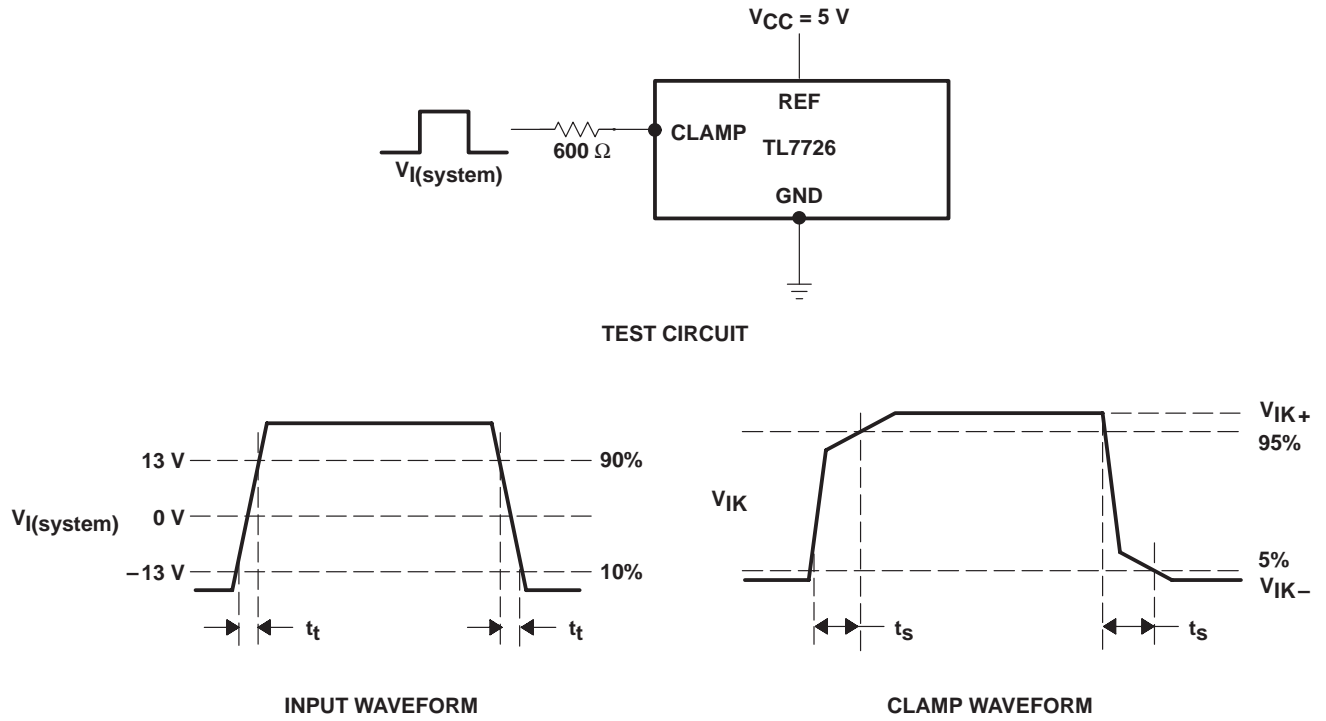 VCC = 5 V
REF
CLAMP
TL7726
600 Ω
VI(system)
GND
TEST CIRCUIT
VIK+
95%
13 V
90%
VIK
VI(system)
0 V
5%
–13 V
10%
VIK–
tt
tt
ts
ts
INPUT WAVEFORM
CLAMP WAVEFORM